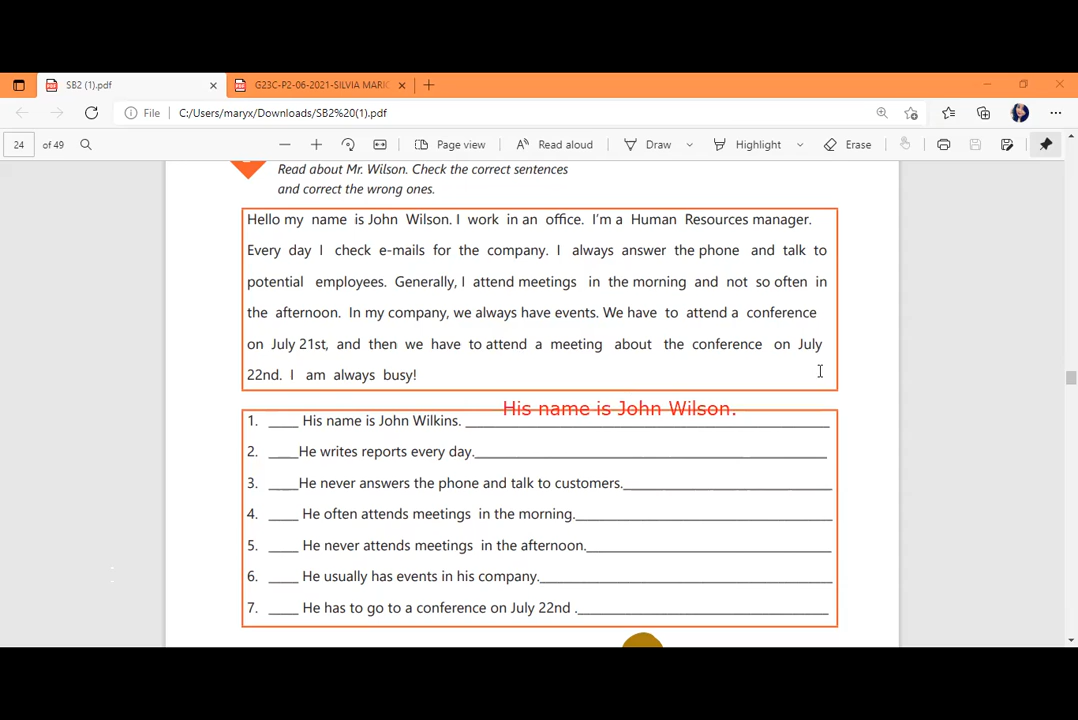 SB2 (1).pdf
G23C-P2-06-2021-SILVIA MARI
File C:/Users/maryx/Downloads/SB2%20(1).pdf
24 of 49 Page view Read aloud Draw Highlight Erase
Read about Mr. Wilson. Check the correct sentences
and correct the wrong ones.
Hello my name is John Wilson. I work in an office. I'm a Human Resources manager.
Every day I check e-mails for the company. I always answer the phone and talk to
potential employees. Generally, I attend meetings in the morning and not so often in
the afternoon. In my company, we always have events. We have to attend a conference
on July 21st, and then we have to attend a meeting about the conference on July
22nd. I am always busy!
His name is John Wilson.
1. ____ His name is John Wilkins. ____
2. ____He writes reports every day.____
3. ____He never answers the phone and talk to customers.____
4. ____ He often attends meetings in the morning.____
5. ____ He never attends meetings in the afternoon.____
6. ____ He usually has events in his company.____
7. ____ He has to go to a conference on July 22nd .____